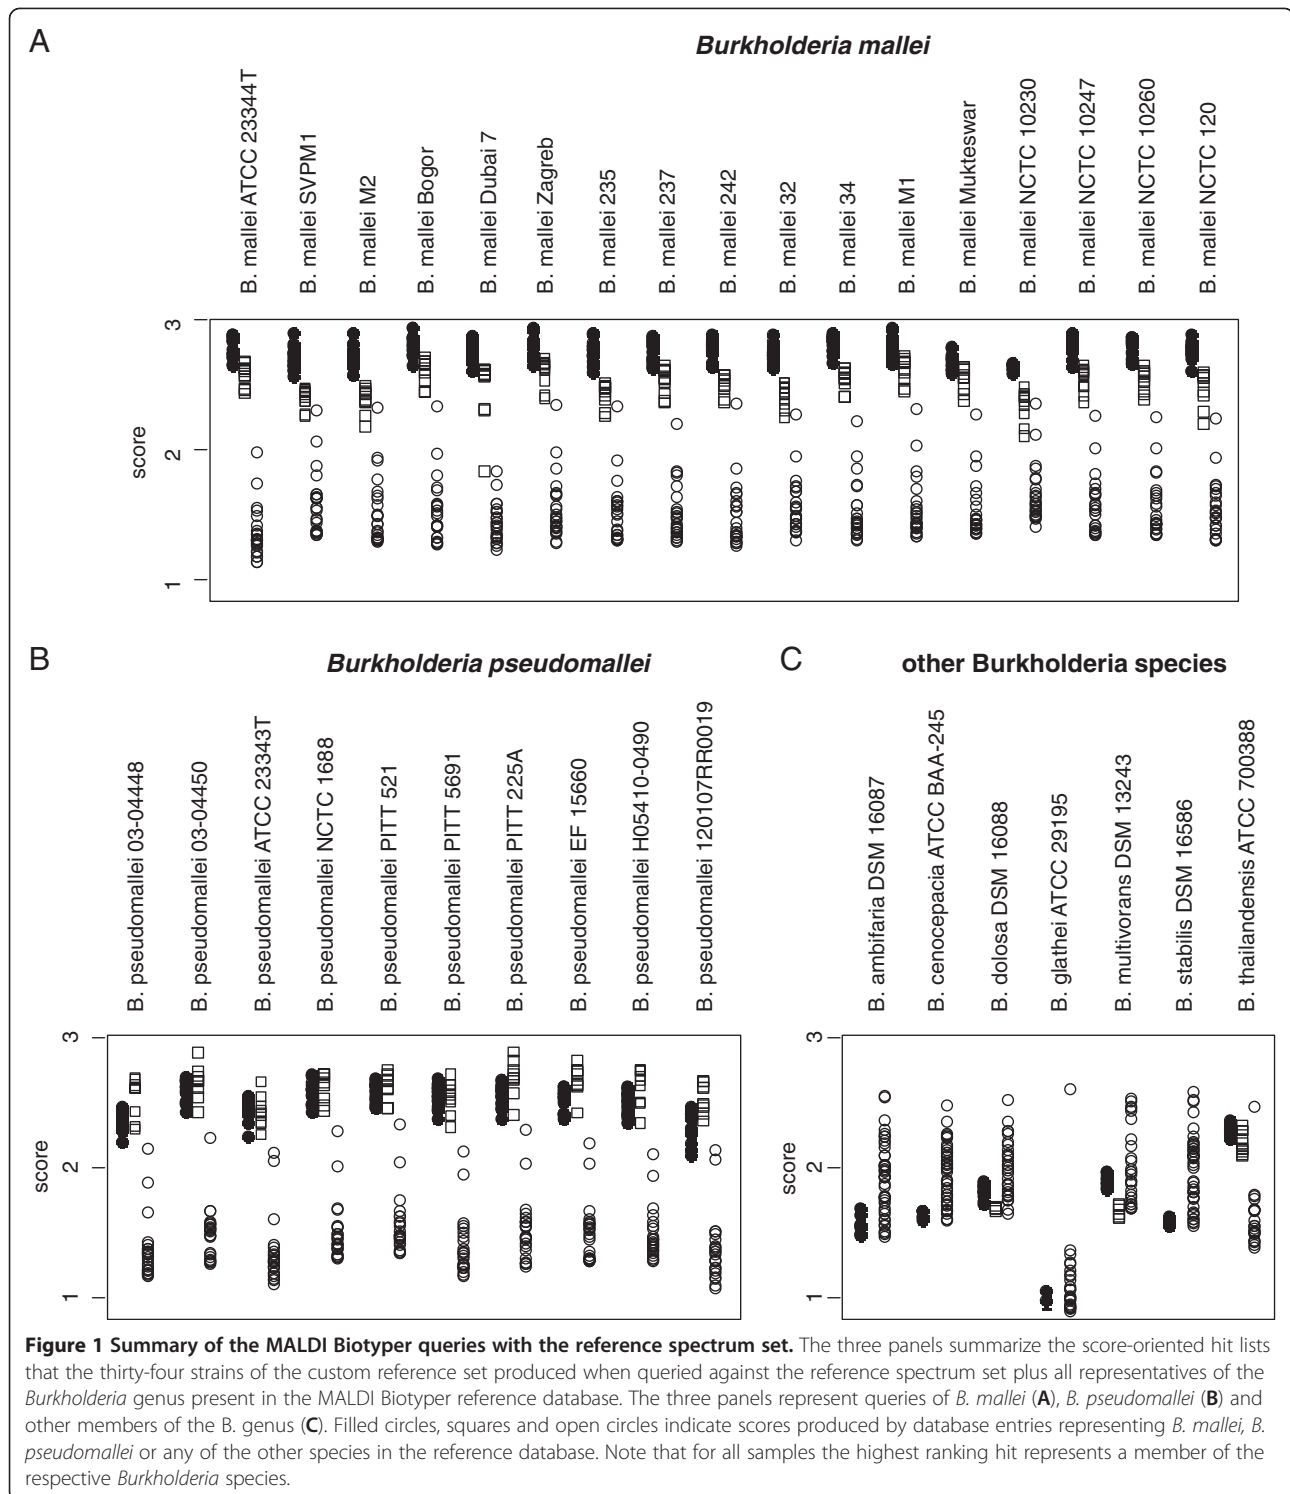 A
Burkholderia mallei
B. mallei ATCC 23344T
B. mallei SVPM1
B. mallei M2
B. mallei Bogor
B. mallei Dubai 7
B. mallei Zagreb
B. mallei 235
B. mallei 237
B. mallei 242
B. mallei 32
B. mallei 34
B. mallei M1
B. mallei Mukteswar
B. mallei NCTC 10230
B. mallei NCTC 10247
B. mallei NCTC 10260
B. mallei NCTC 120
3
2
1
score
B
Burkholderia pseudomallei
B. pseudomallei 03-04448
B. pseudomallei 03-04450
B. pseudomallei ATCC 23343T
B. pseudomallei NCTC 1688
B. pseudomallei PITT 521
B. pseudomallei PITT 5691
B. pseudomallei PITT 225A
B. pseudomallei EF 15660
B. pseudomallei H05410-0490
B. pseudomallei 120107RR0019
3
2
1
score
C
other Burkholderia species
B. ambifaria DSM 16087
B. cenocepacia ATCC BAA-245
B. dolosa DSM 16088
B. glathei ATCC 29195
B. multivorans DSM 13243
B. stabilis DSM 16586
B. thailandensis ATCC 700388
3
2
1
score
Figure 1 Summary of the MALDI Biotyper queries with the reference spectrum set. The three panels summarize the score-oriented hit lists
that the thirty-four strains of the custom reference set produced when queried against the reference spectrum set plus all representatives of the
Burkholderia genus present in the MALDI Biotyper reference database. The three panels represent queries of B. mallei (A), B. pseudomallei (B) and
other members of the B. genus (C). Filled circles, squares and open circles indicate scores produced by database entries representing B. mallei, B.
pseudomallei or any of the other species in the reference database. Note that for all samples the highest ranking hit represents a member of the
respective Burkholderia species.